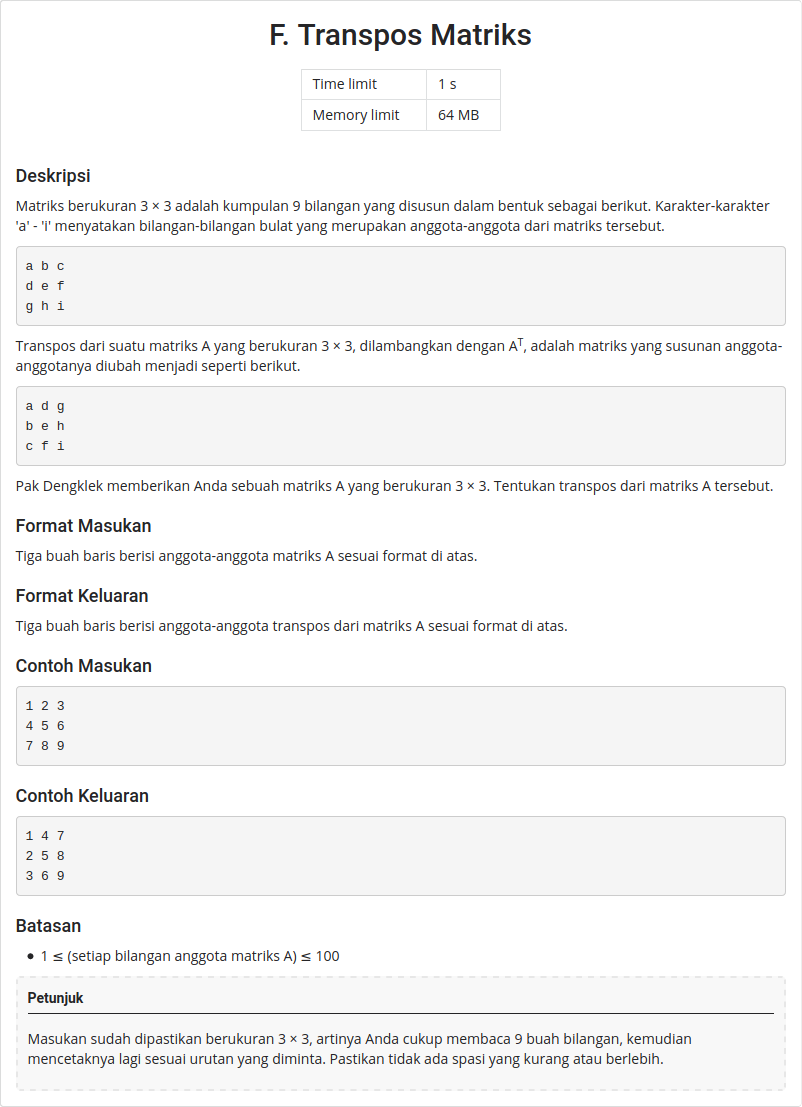 F. Transpos Matriks
Time limit 1 s
Memory limit 64 MB
Deskripsi
Matriks berukuran 3 × 3 adalah kumpulan 9 bilangan yang disusun dalam bentuk sebagai berikut. Karakter-karakter
'a' - 'i' menyatakan bilangan-bilangan bulat yang merupakan anggota-anggota dari matriks tersebut.
a b c
d e f
g h i
Transpos dari suatu matriks A yang berukuran 3 × 3, dilambangkan dengan Aᵀ, adalah matriks yang susunan anggota-
anggotanya diubah menjadi seperti berikut.
a d g
b e h
c f i
Pak Dengklek memberikan Anda sebuah matriks A yang berukuran 3 × 3. Tentukan transpos dari matriks A tersebut.
Format Masukan
Tiga buah baris berisi anggota-anggota matriks A sesuai format di atas.
Format Keluaran
Tiga buah baris berisi anggota-anggota transpos dari matriks A sesuai format di atas.
Contoh Masukan
1 2 3
4 5 6
7 8 9
Contoh Keluaran
1 4 7
2 5 8
3 6 9
Batasan
• 1 ≤ (setiap bilangan anggota matriks A) ≤ 100
Petunjuk
Masukan sudah dipastikan berukuran 3 × 3, artinya Anda cukup membaca 9 buah bilangan, kemudian
mencetaknya lagi sesuai urutan yang diminta. Pastikan tidak ada spasi yang kurang atau berlebih.